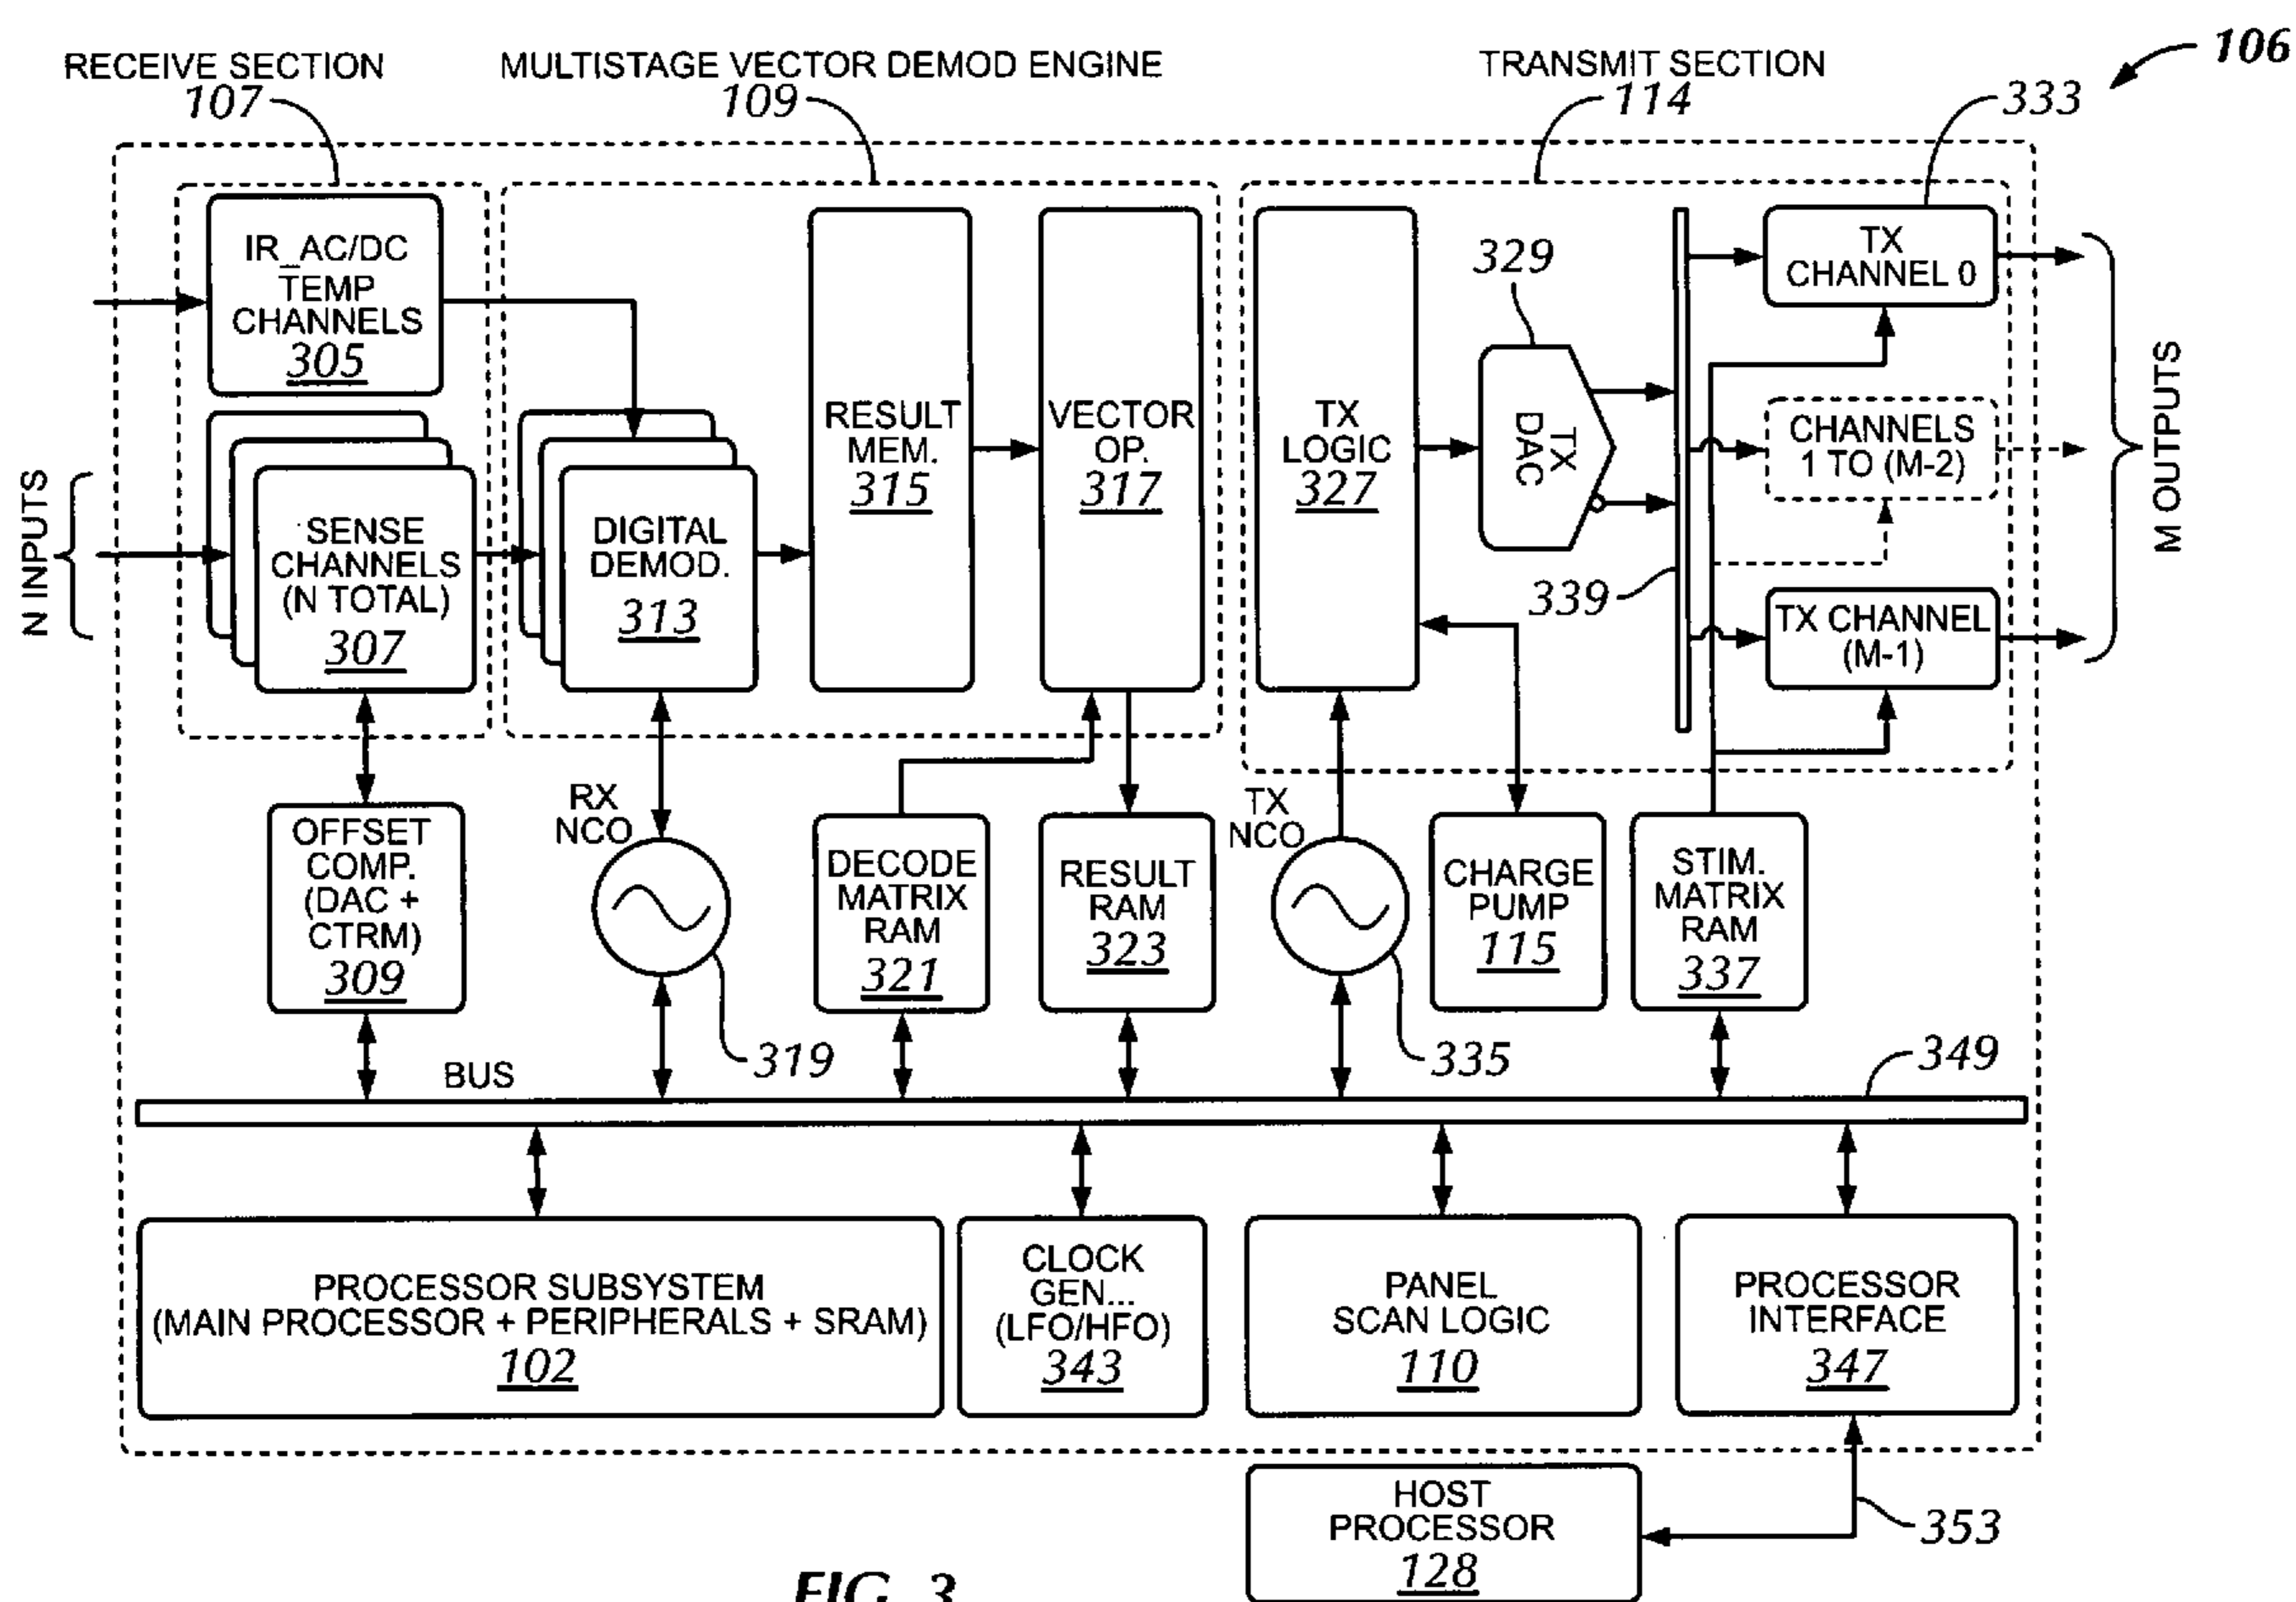 106
RECEIVE SECTION
107
MULTISTAGE VECTOR DEMOD ENGINE
109
TRANSMIT SECTION
114
333
IR_AC/DC
TEMP
CHANNELS
305
N INPUTS
SENSE
CHANNELS
(N TOTAL)
307
DIGITAL
DEMOD.
313
RESULT
MEM.
315
VECTOR
OP.
317
TX
LOGIC
327
329
TX
DAC
339
TX
CHANNEL 0
CHANNELS
1 TO (M-2)
TX CHANNEL
(M-1)
M OUTPUTS
OFFSET
COMP.
(DAC +
CTRM)
309
RX
NCO
319
DECODE
MATRIX
RAM
321
RESULT
RAM
323
TX
NCO
335
CHARGE
PUMP
115
STIM.
MATRIX
RAM
337
BUS
349
PROCESSOR SUBSYSTEM
(MAIN PROCESSOR + PERIPHERALS + SRAM)
102
CLOCK
GEN...
(LFO/HFO)
343
PANEL
SCAN LOGIC
110
PROCESSOR
INTERFACE
347
353
HOST
PROCESSOR
128
FIG. 3